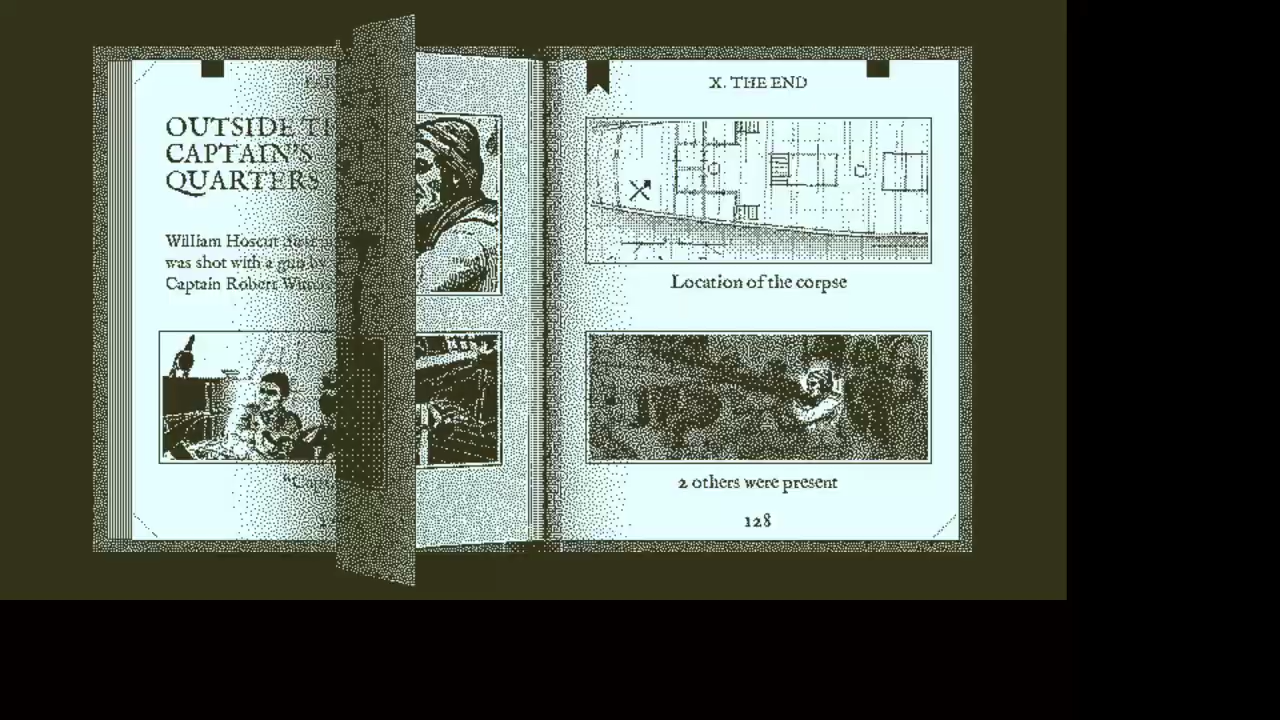 OUTSIDE
CAPTAIN'S
QUARTERS
William Hoscut
was shot with a gun by
Captain Robert
X. THE END
Location of the corpse
2 others were present
128